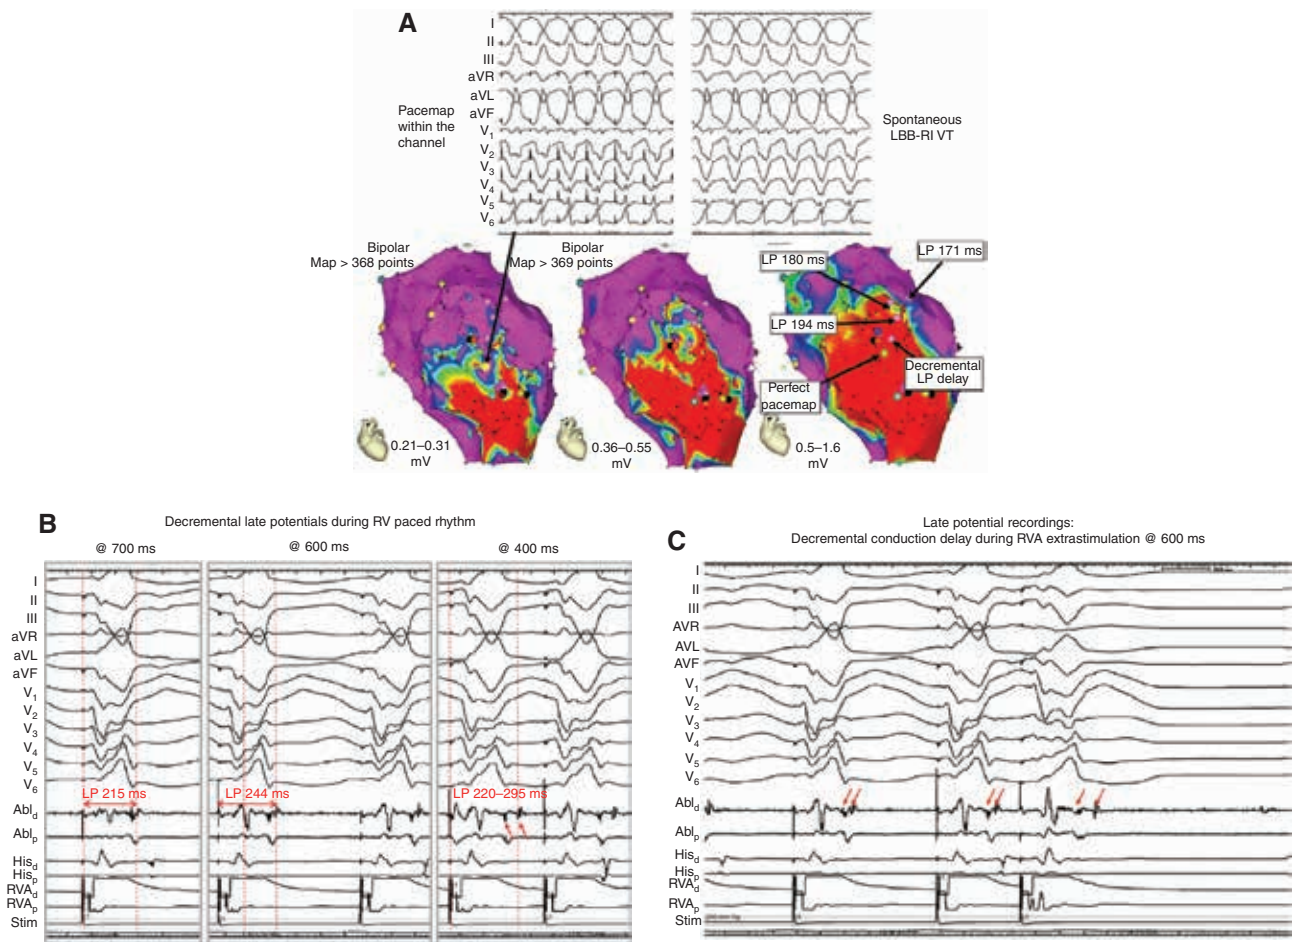 A
I
II
III
aVR
aVL
aVF
V1
V2
V3
V4
V5
V6
Pacemap
within the
channel
Spontaneous
LBB-RI VT
Bipolar
Map > 368 points
Bipolar
Map > 369 points
LP 180 ms
LP 171 ms
LP 194 ms
Decremental
LP delay
Perfect
pacemap
0.21–0.31
mV
0.36–0.55
mV
0.5–1.6
mV
B
Decremental late potentials during RV paced rhythm
@ 700 ms
@ 600 ms
@ 400 ms
I
II
III
aVR
aVL
aVF
V1
V2
V3
V4
V5
V6
LP 215 ms
LP 244 ms
LP 220–295 ms
Abld
Ablp
Hisd
Hisp
RVAd
RVAp
Stim
C
Late potential recordings:
Decremental conduction delay during RVA extrastimulation @ 600 ms
I
II
III
AVR
AVL
AVF
V1
V2
V3
V4
V5
V6
Abld
Ablp
Hisd
Hisp
RVAd
RVAp
Stim